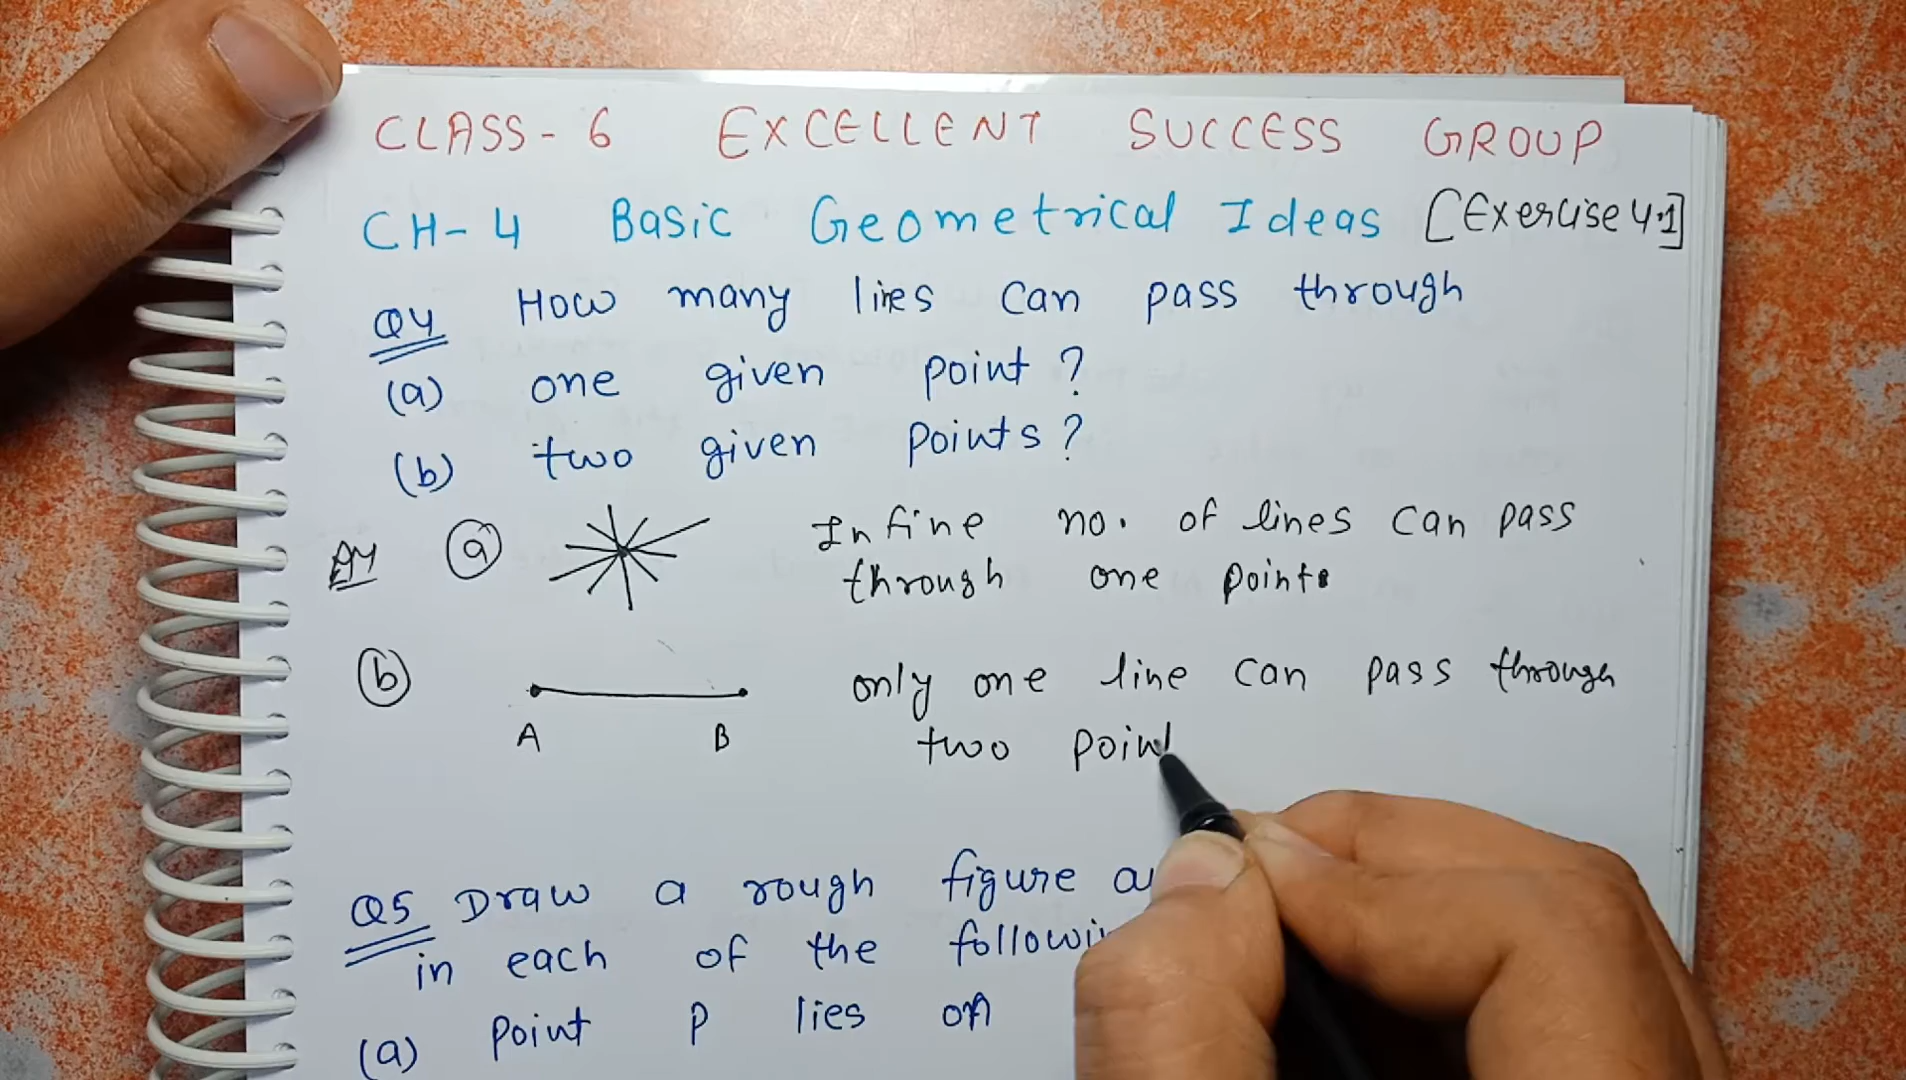 CLASS-6 EXCELLENT SUCCESS GROUP
CH-4 Basic Geometrical Ideas [Exercise 4.1]
Q4 How many lines can pass through
(a) one given point?
(b) two given points?
A4 (a) Infine no. of lines can pass
through one point.
(b) only one line can pass through
A B two poin
Q5 Draw a rough figure
in each of the
(a) point P lies on